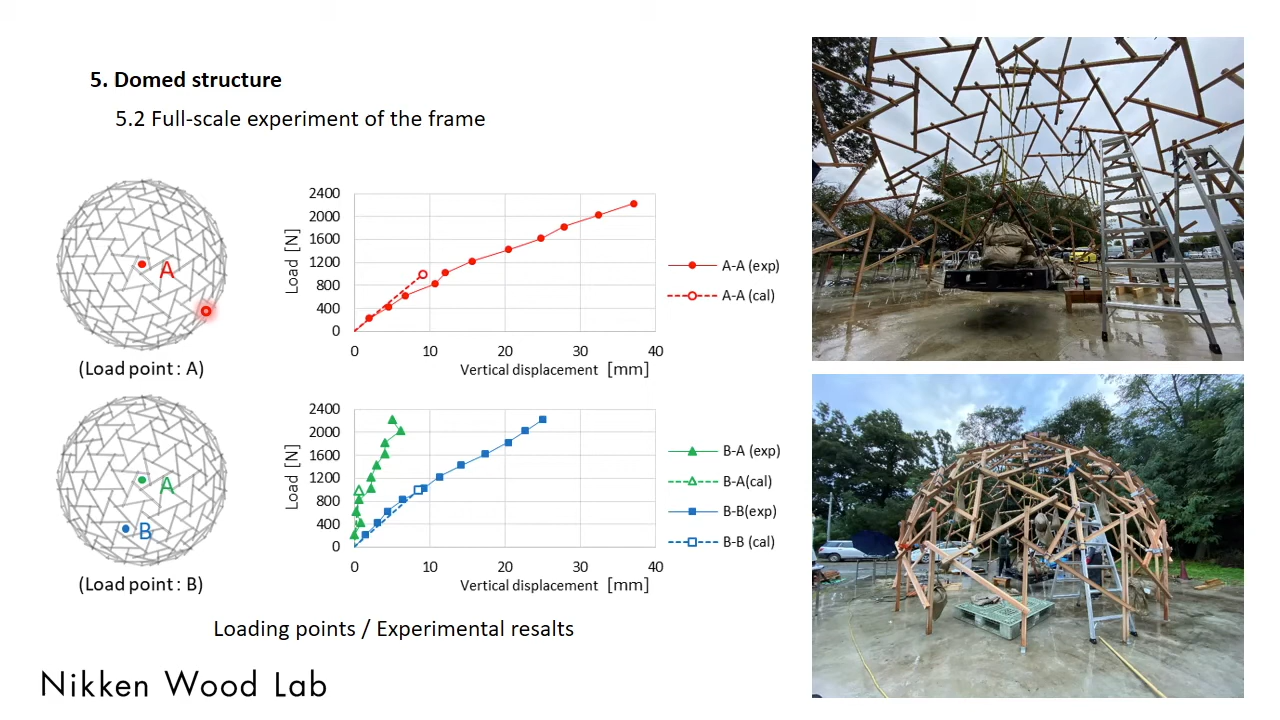 5. Domed structure
5.2 Full-scale experiment of the frame
A
(Load point : A)
Load [N]
2400
2000
1600
1200
800
400
0
0 10 20 30 40
Vertical displacement [mm]
A-A (exp)
A-A (cal)
A
B
(Load point : B)
Load [N]
2400
2000
1600
1200
800
400
0
0 10 20 30 40
Vertical displacement [mm]
B-A (exp)
B-A(cal)
B-B(exp)
B-B (cal)
Loading points / Experimental resalts
Nikken Wood Lab